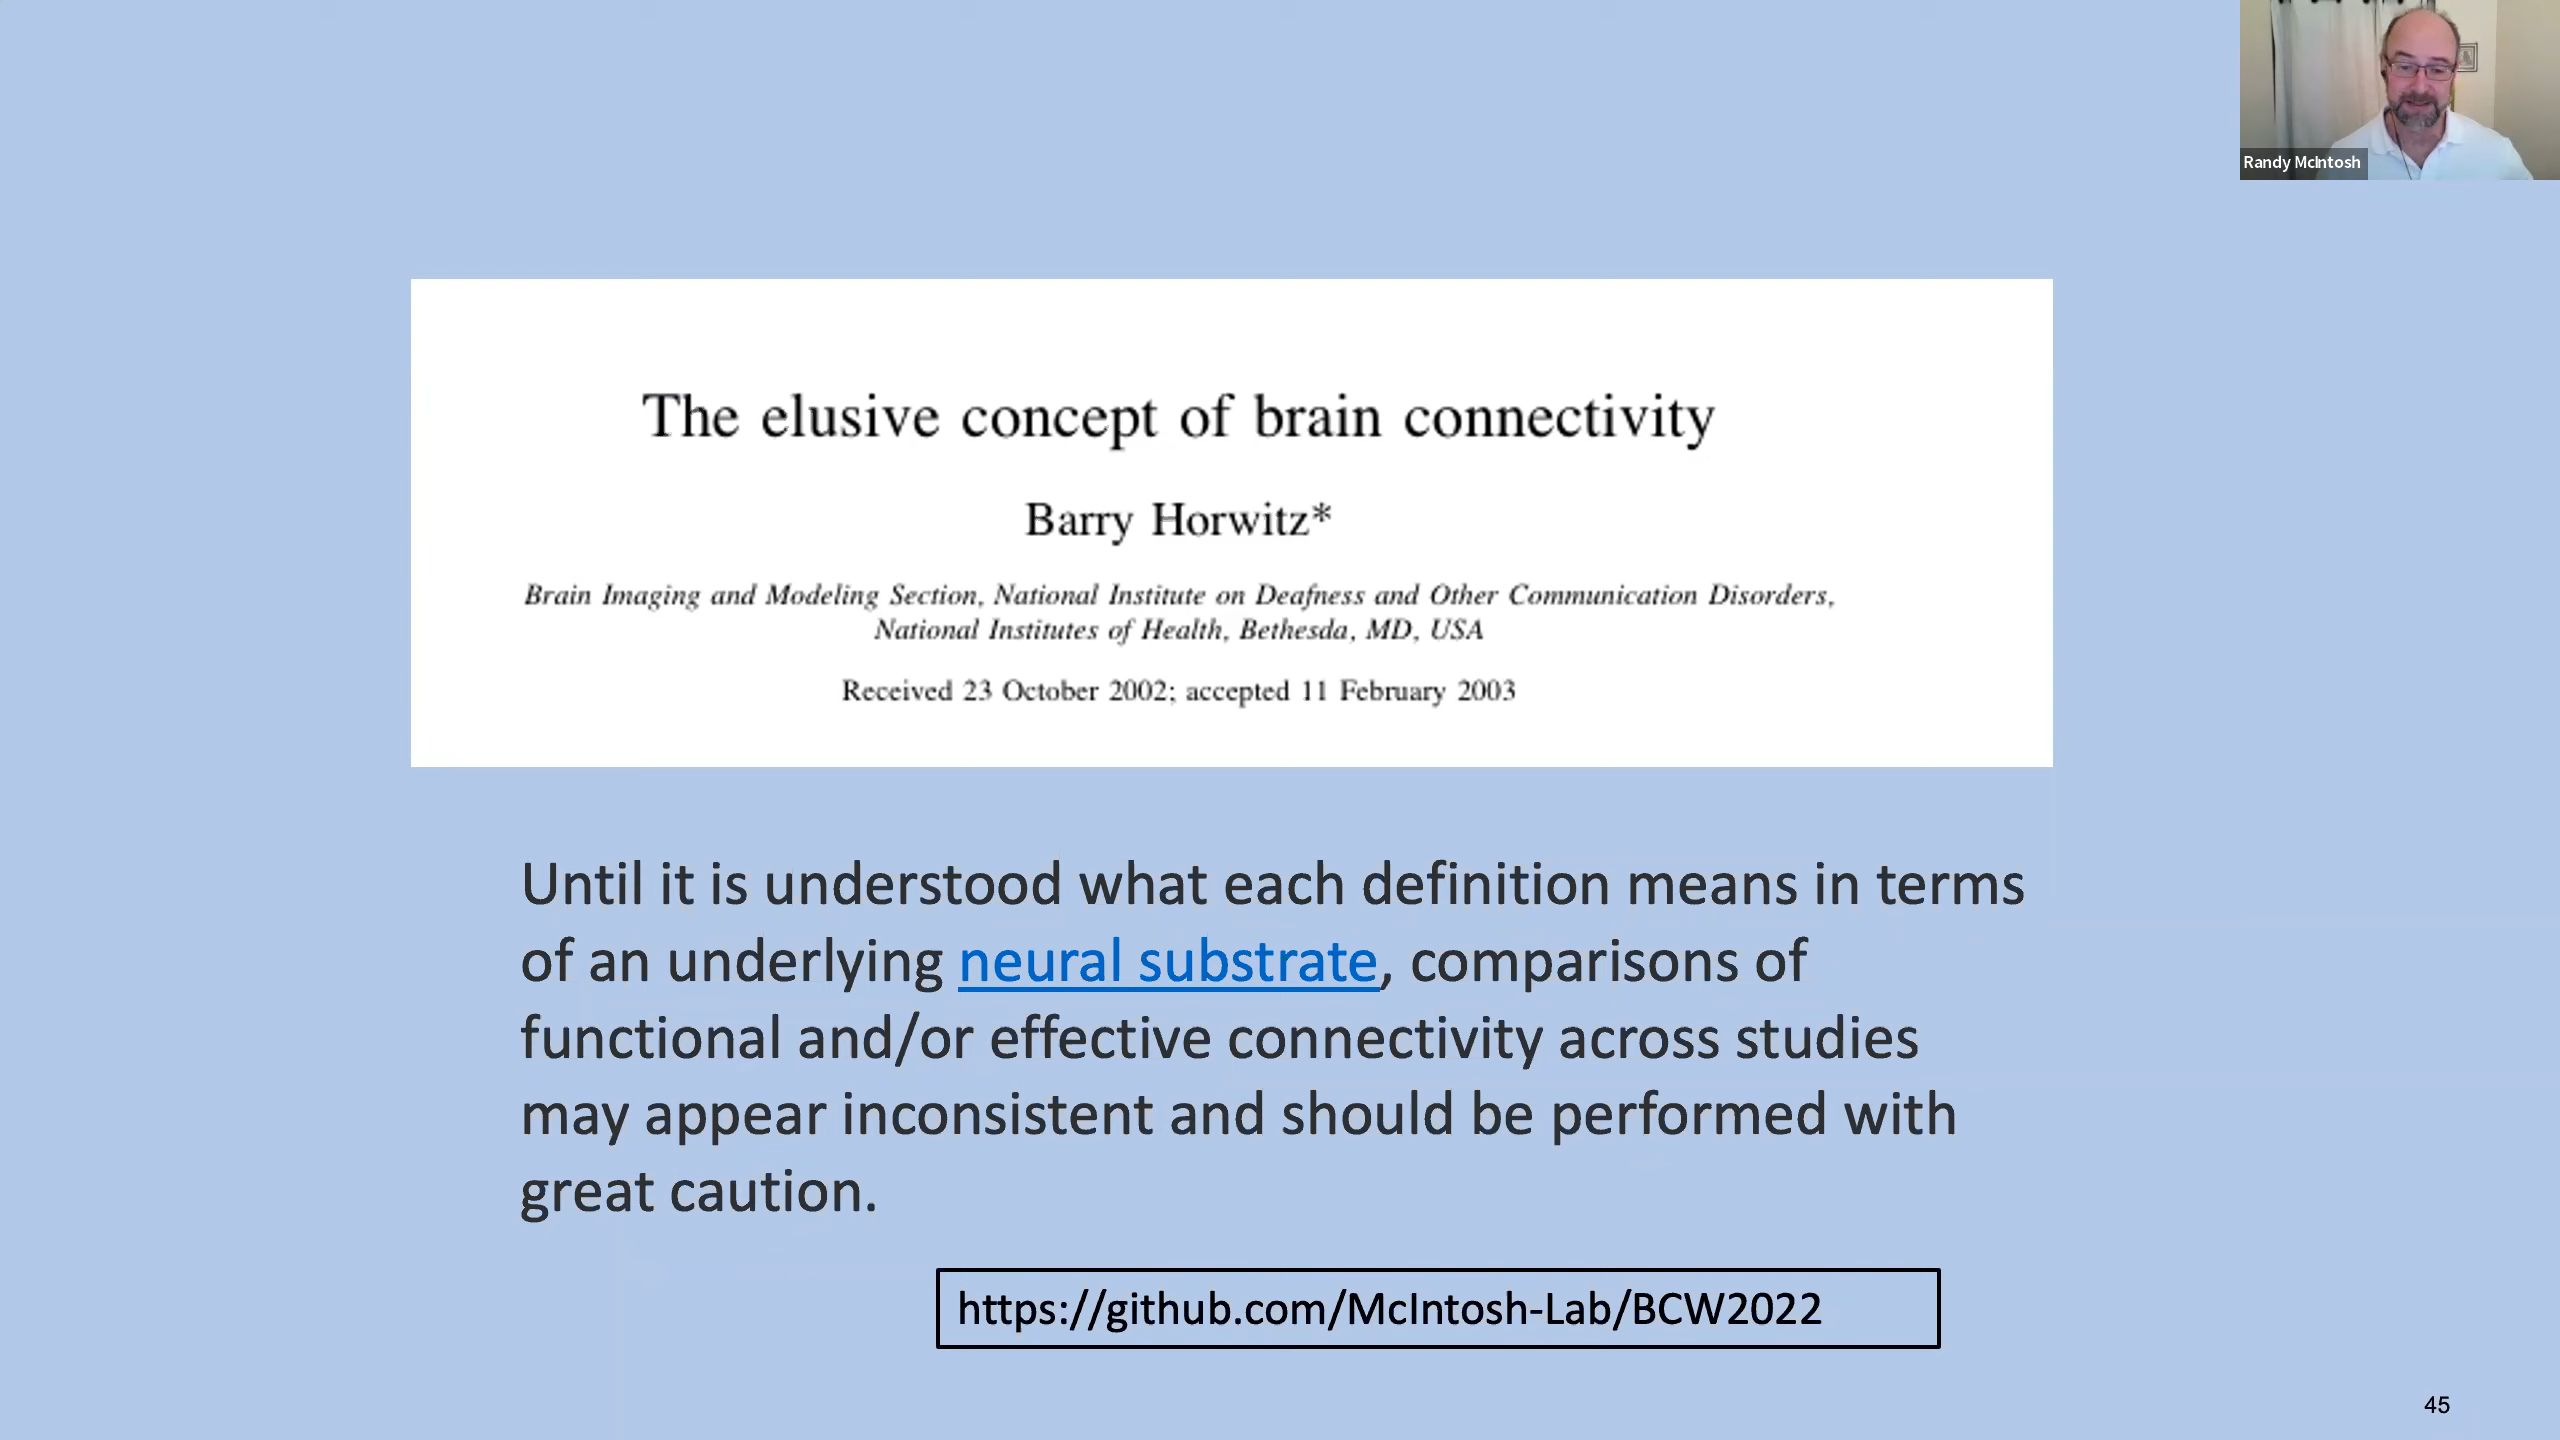 Randy McIntosh
The elusive concept of brain connectivity
Barry Horwitz*
Brain Imaging and Modeling Section, National Institute on Deafness and Other Communication Disorders,
National Institutes of Health, Bethesda, MD, USA
Received 23 October 2002; accepted 11 February 2003
Until it is understood what each definition means in terms
of an underlying neural substrate, comparisons of
functional and/or effective connectivity across studies
may appear inconsistent and should be performed with
great caution.
https://github.com/McIntosh-Lab/BCW2022
45